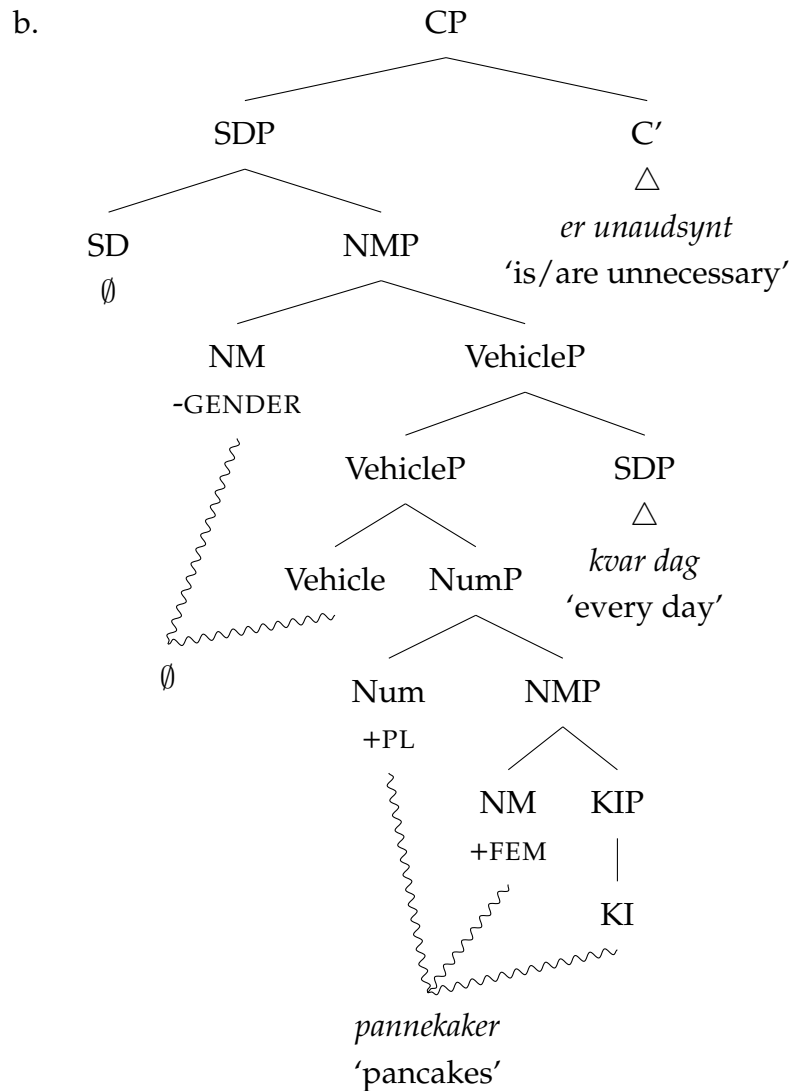 b.
CP
SDP C’
SD NMP er unaudsynt
∅ ‘is/are unnecessary’
NM VehicleP
-GENDER
VehicleP SDP
kvar dag
Vehicle NumP ‘every day’
∅
Num NMP
+PL
NM KIP
+FEM
KI
pannekaker
‘pancakes’